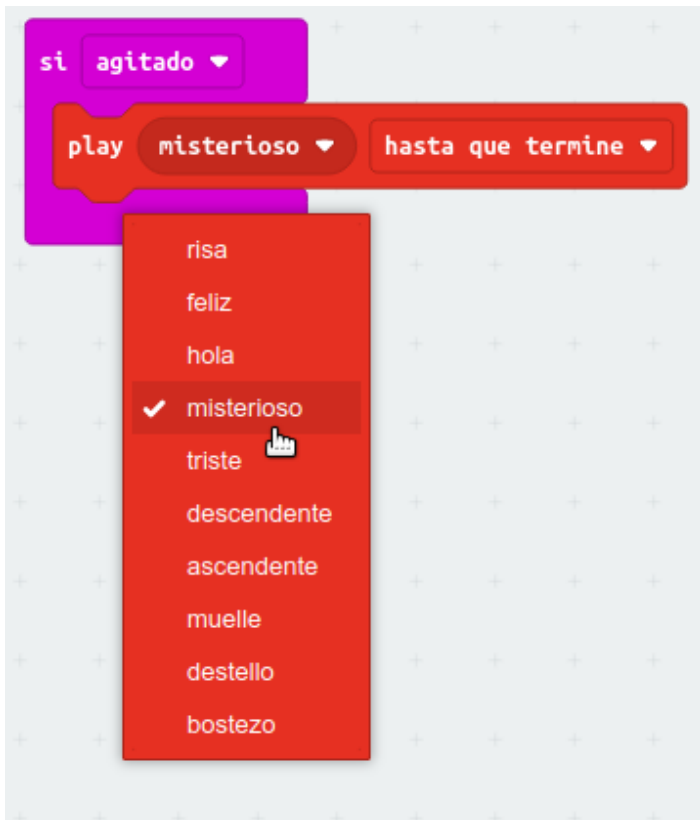 si agitado
play misterioso hasta que termine
risa
feliz
hola
misterioso
triste
descendente
ascendente
muelle
destello
bostezo